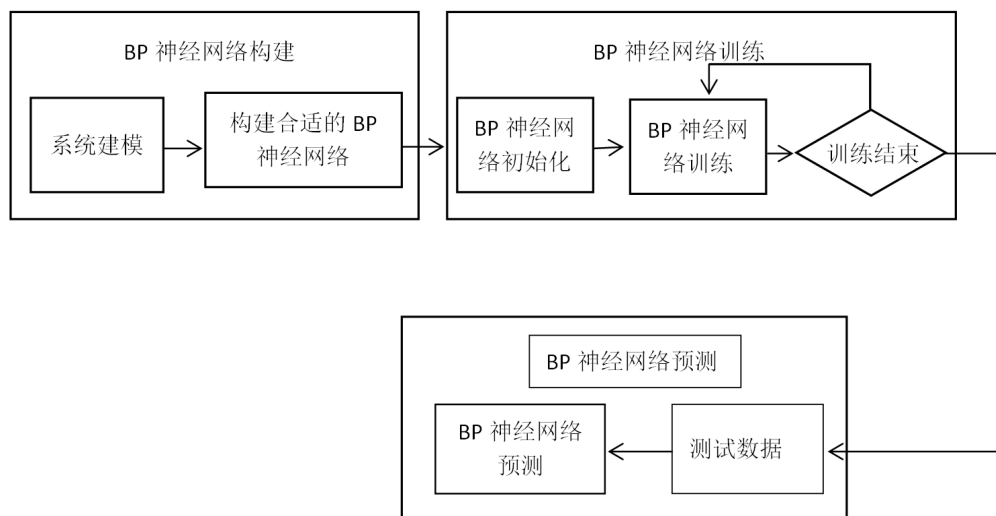 BP 神经网络构建
系统建模
构建合适的 BP
神经网络
BP 神经网络训练
BP 神经网
络初始化
BP 神经网
络训练
训练结束
BP 神经网络预测
BP 神经网络
预测
测试数据